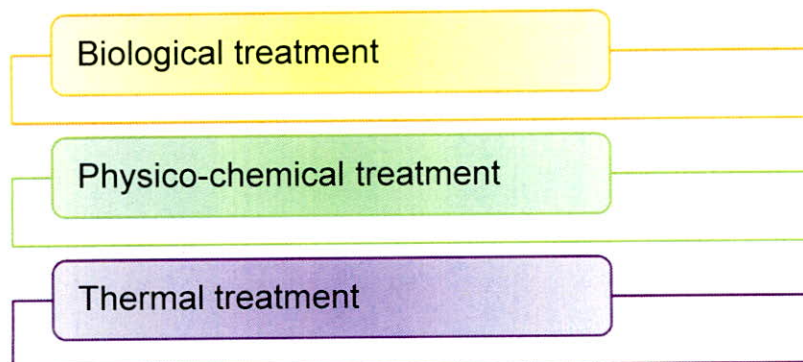 Biological treatment
Physico-chemical treatment
Thermal treatment